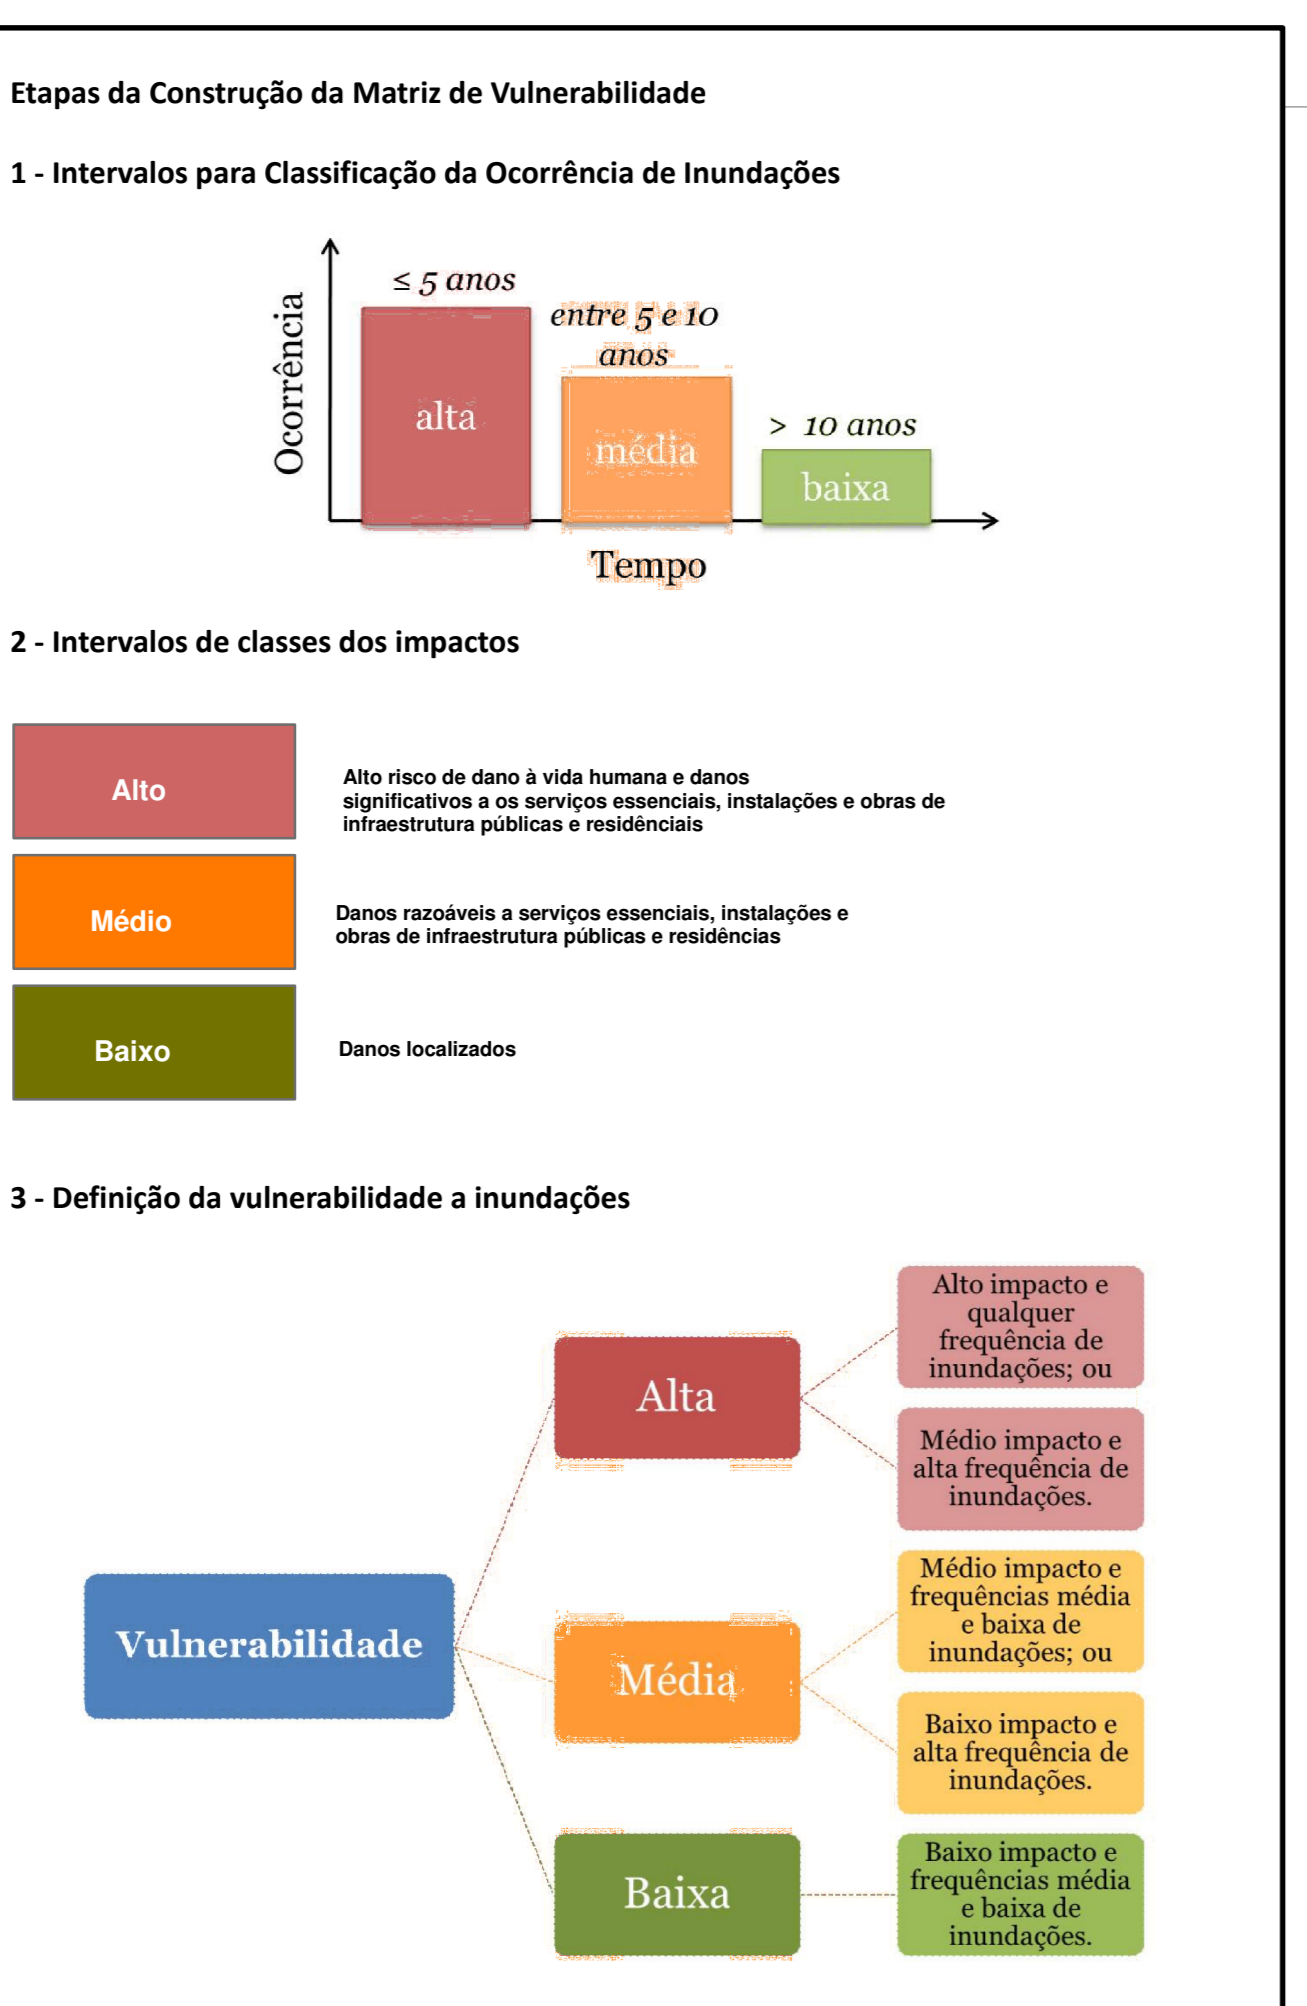 Etapas da Construção da Matriz de Vulnerabilidade
1 - Intervalos para Classificação da Ocorrência de Inundações
Ocorrência
≤ 5 anos
alta
entre 5 e 10
anos
média
> 10 anos
baixa
Tempo
2 - Intervalos de classes dos impactos
Alto
Alto risco de dano à vida humana e danos
significativos a os serviços essenciais, instalações e obras de
infraestrutura públicas e residênciais
Médio
Danos razoáveis a serviços essenciais, instalações e
obras de infraestrutura públicas e residências
Baixo
Danos localizados
3 - Definição da vulnerabilidade a inundações
Vulnerabilidade
Alta
Alto impacto e
qualquer
frequência de
inundações; ou
Médio impacto e
alta frequência de
inundações.
Média
Médio impacto e
frequências média
e baixa de
inundações; ou
Baixo impacto e
alta frequência de
inundações.
Baixa
Baixo impacto e
frequências média
e baixa de
inundações.